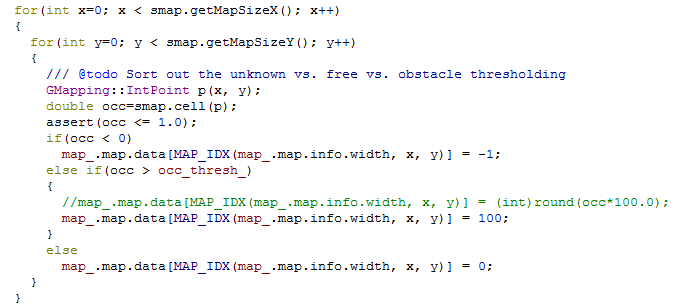 for(int x=0; x < smap.getMapSizeX(); x++)
{
  for(int y=0; y < smap.getMapSizeY(); y++)
  {
    /// @todo Sort out the unknown vs. free vs. obstacle thresholding
    GMapping::IntPoint p(x, y);
    double occ=smap.cell(p);
    assert(occ <= 1.0);
    if(occ < 0)
      map_.map.data[MAP_IDX(map_.map.info.width, x, y)] = -1;
    else if(occ > occ_thresh_)
    {
      //map_.map.data[MAP_IDX(map_.map.info.width, x, y)] = (int)round(occ*100.0);
      map_.map.data[MAP_IDX(map_.map.info.width, x, y)] = 100;
    }
    else
      map_.map.data[MAP_IDX(map_.map.info.width, x, y)] = 0;
  }
}